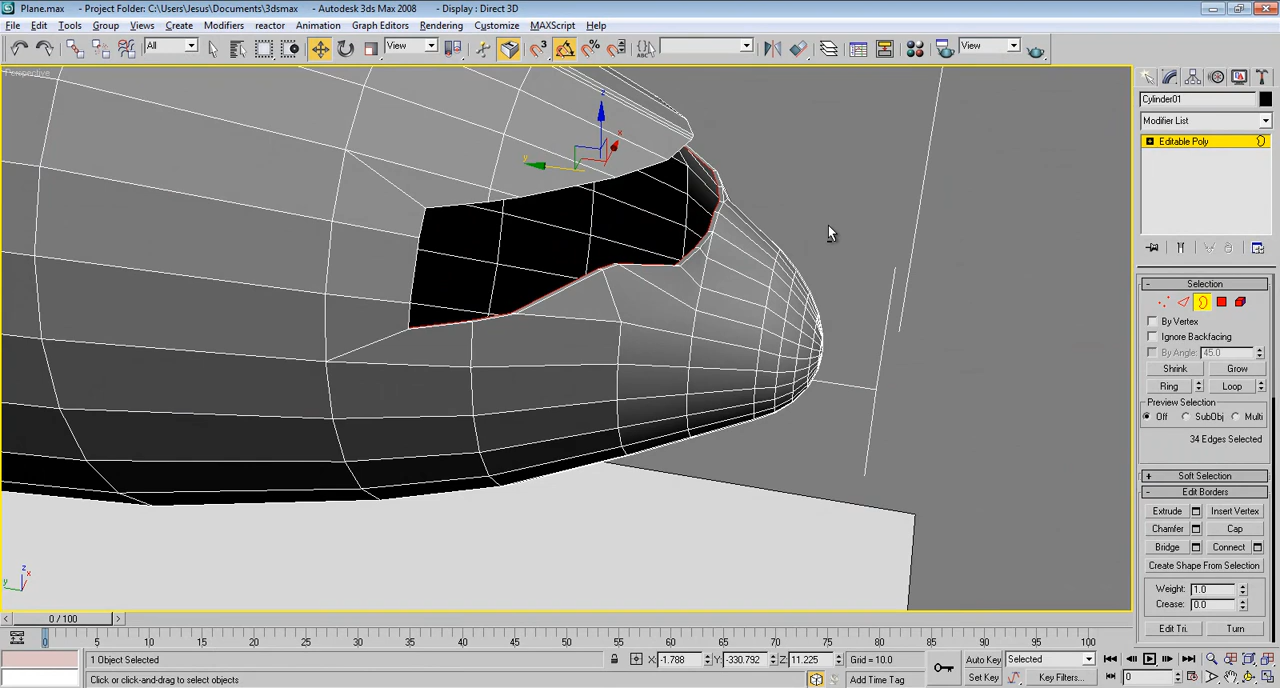 Plane.max - Project Folder: C:\Users\Jesus\Documents\3dsmax - Autodesk 3ds Max 2008 - Display : Direct 3D
File Edit Tools Group Views Create Modifiers reactor Animation Graph Editors Rendering Customize MAXScript Help
All View View
Perspective
Cylinder01
Modifier List
Editable Poly
Selection
By Vertex
Ignore Backfacing
By Angle: 45.0
Shrink Grow
Ring Loop
Preview Selection
Off SubObj Multi
34 Edges Selected
Soft Selection
Edit Borders
Extrude Insert Vertex
Chamfer Cap
Bridge Connect
Create Shape From Selection
Weight: 1.0
Crease: 0.0
Edit Tri. Turn
z
x
y
z
x
y
0 / 100
0 5 10 15 20 25 30 35 40 45 50 55 60 65 70 75 80 85 90 95 100
1 Object Selected X: -1.788 Y: -330.792 Z: 11.225 Grid = 10.0 Auto Key Selected
Click or click-and-drag to select objects Add Time Tag Set Key Key Filters... 0